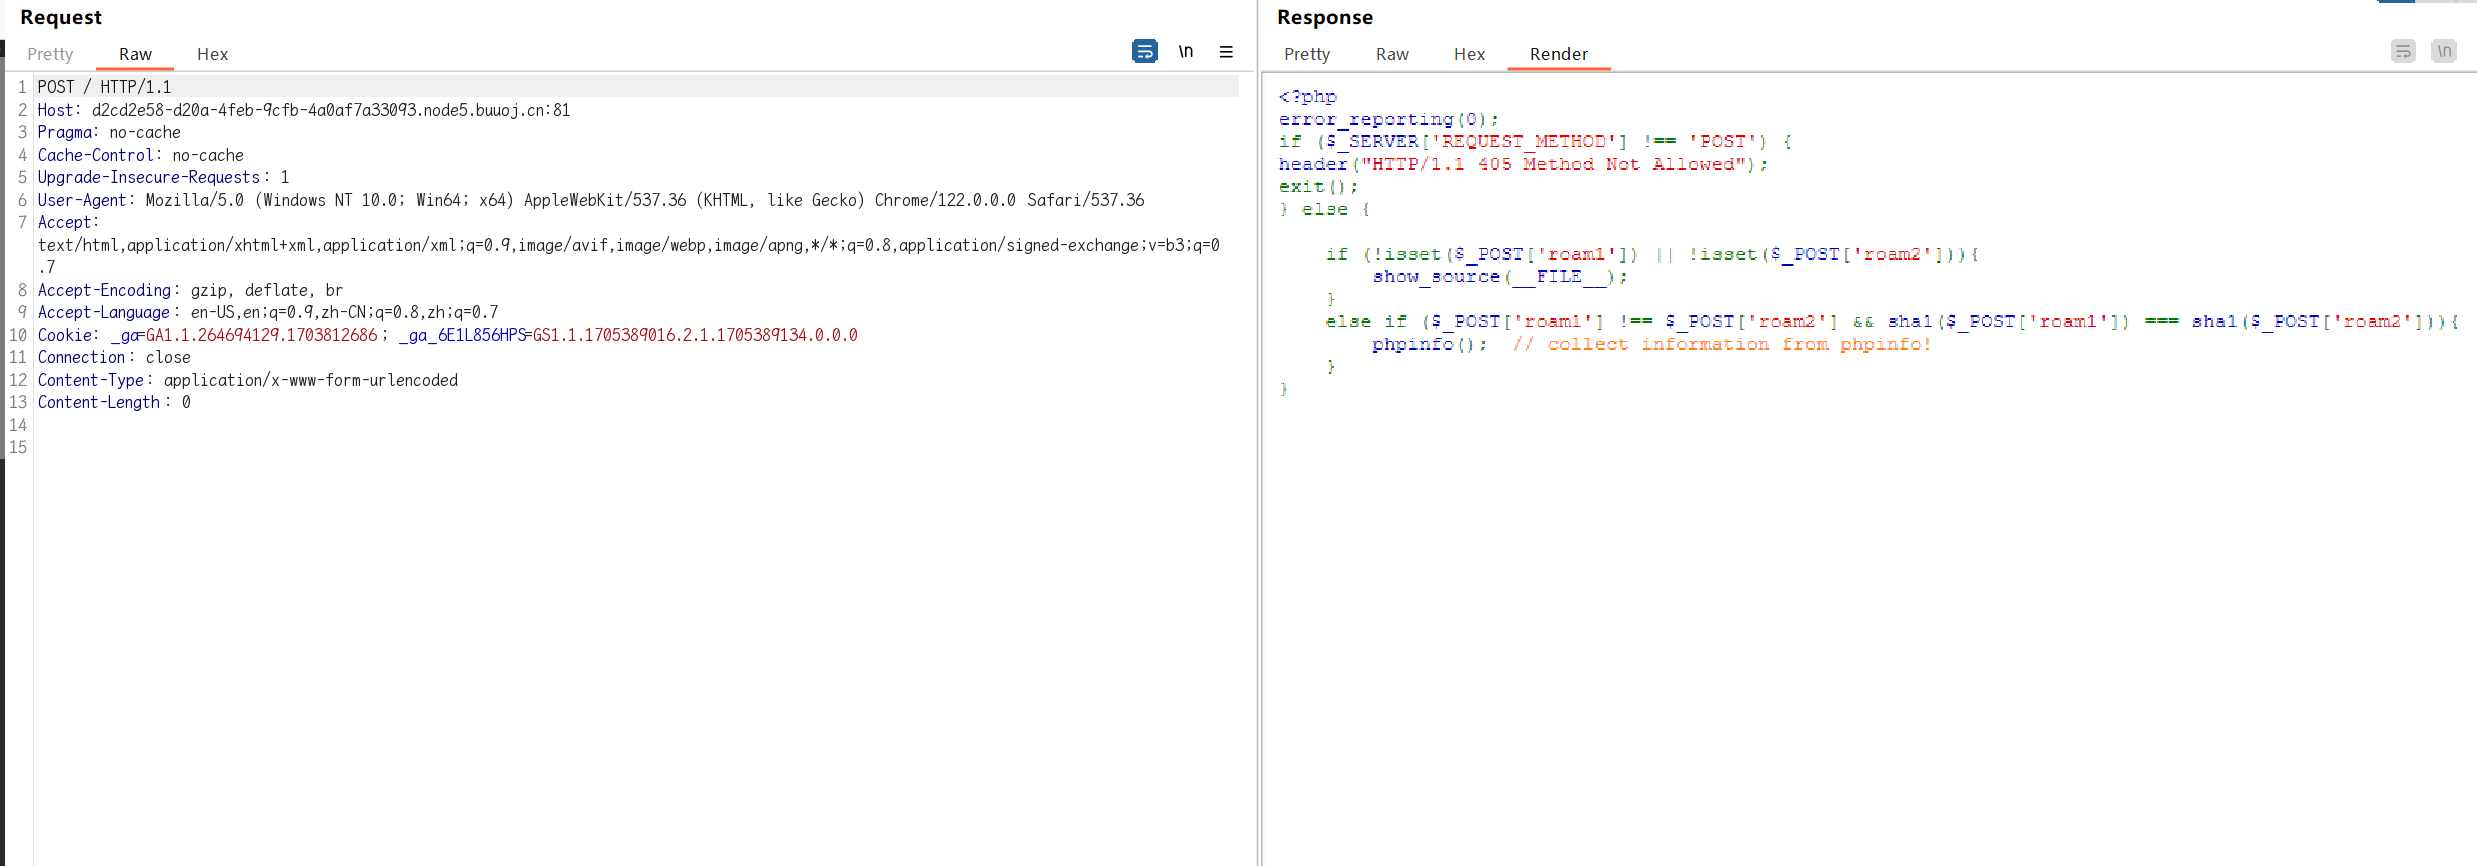 Request
Pretty Raw Hex
\n
1 POST / HTTP/1.1
2 Host: d2cd2e58-d20a-4feb-9cfb-4a0af7a33093.node5.buuoj.cn:81
3 Pragma: no-cache
4 Cache-Control: no-cache
5 Upgrade-Insecure-Requests: 1
6 User-Agent: Mozilla/5.0 (Windows NT 10.0; Win64; x64) AppleWebKit/537.36 (KHTML, like Gecko) Chrome/122.0.0.0 Safari/537.36
7 Accept:
text/html,application/xhtml+xml,application/xml;q=0.9,image/avif,image/webp,image/apng,*/*;q=0.8,application/signed-exchange;v=b3;q=0
.7
8 Accept-Encoding: gzip, deflate, br
9 Accept-Language: en-US,en;q=0.9,zh-CN;q=0.8,zh;q=0.7
10 Cookie: _ga=GA1.1.264694129.1703812686; _ga_6E1L856HPS=GS1.1.1705389016.2.1.1705389134.0.0.0
11 Connection: close
12 Content-Type: application/x-www-form-urlencoded
13 Content-Length: 0
14
15
Response
Pretty Raw Hex Render
\n
<?php
error_reporting(0);
if ($_SERVER['REQUEST_METHOD'] !== 'POST') {
header("HTTP/1.1 405 Method Not Allowed");
exit();
} else {
    if (!isset($_POST['roam1']) || !isset($_POST['roam2'])){
        show_source(__FILE__);
    }
    else if ($_POST['roam1'] !== $_POST['roam2'] && sha1($_POST['roam1']) === sha1($_POST['roam2'])){
        phpinfo();  // collect information from phpinfo!
    }
}